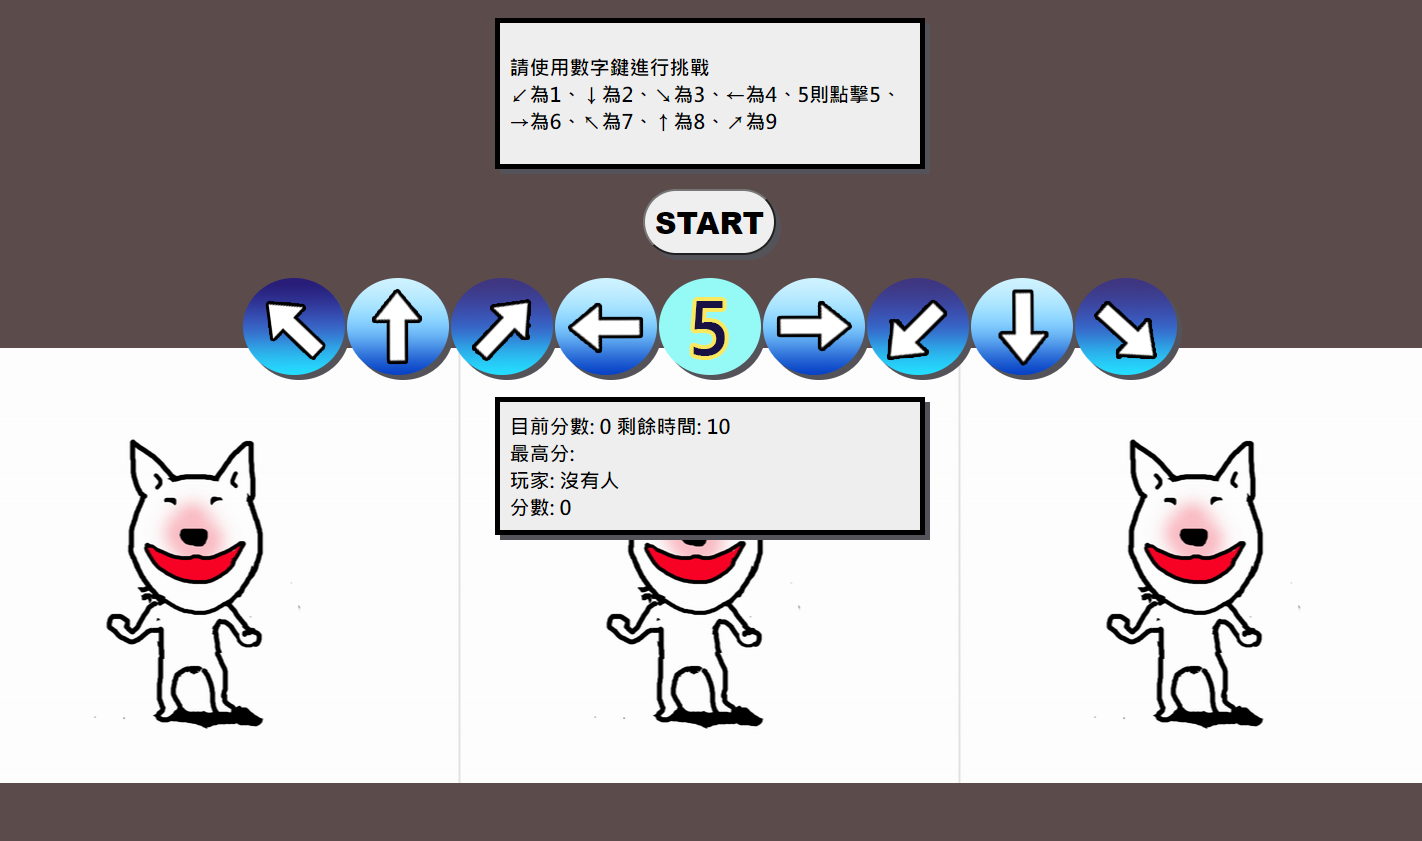 請使用數字鍵進行挑戰
↙為1、↓為2、↘為3、←為4、5則點擊5、
→為6、↖為7、↑為8、↗為9
START
5
目前分數: 0 剩餘時間: 10
最高分:
玩家: 沒有人
分數: 0